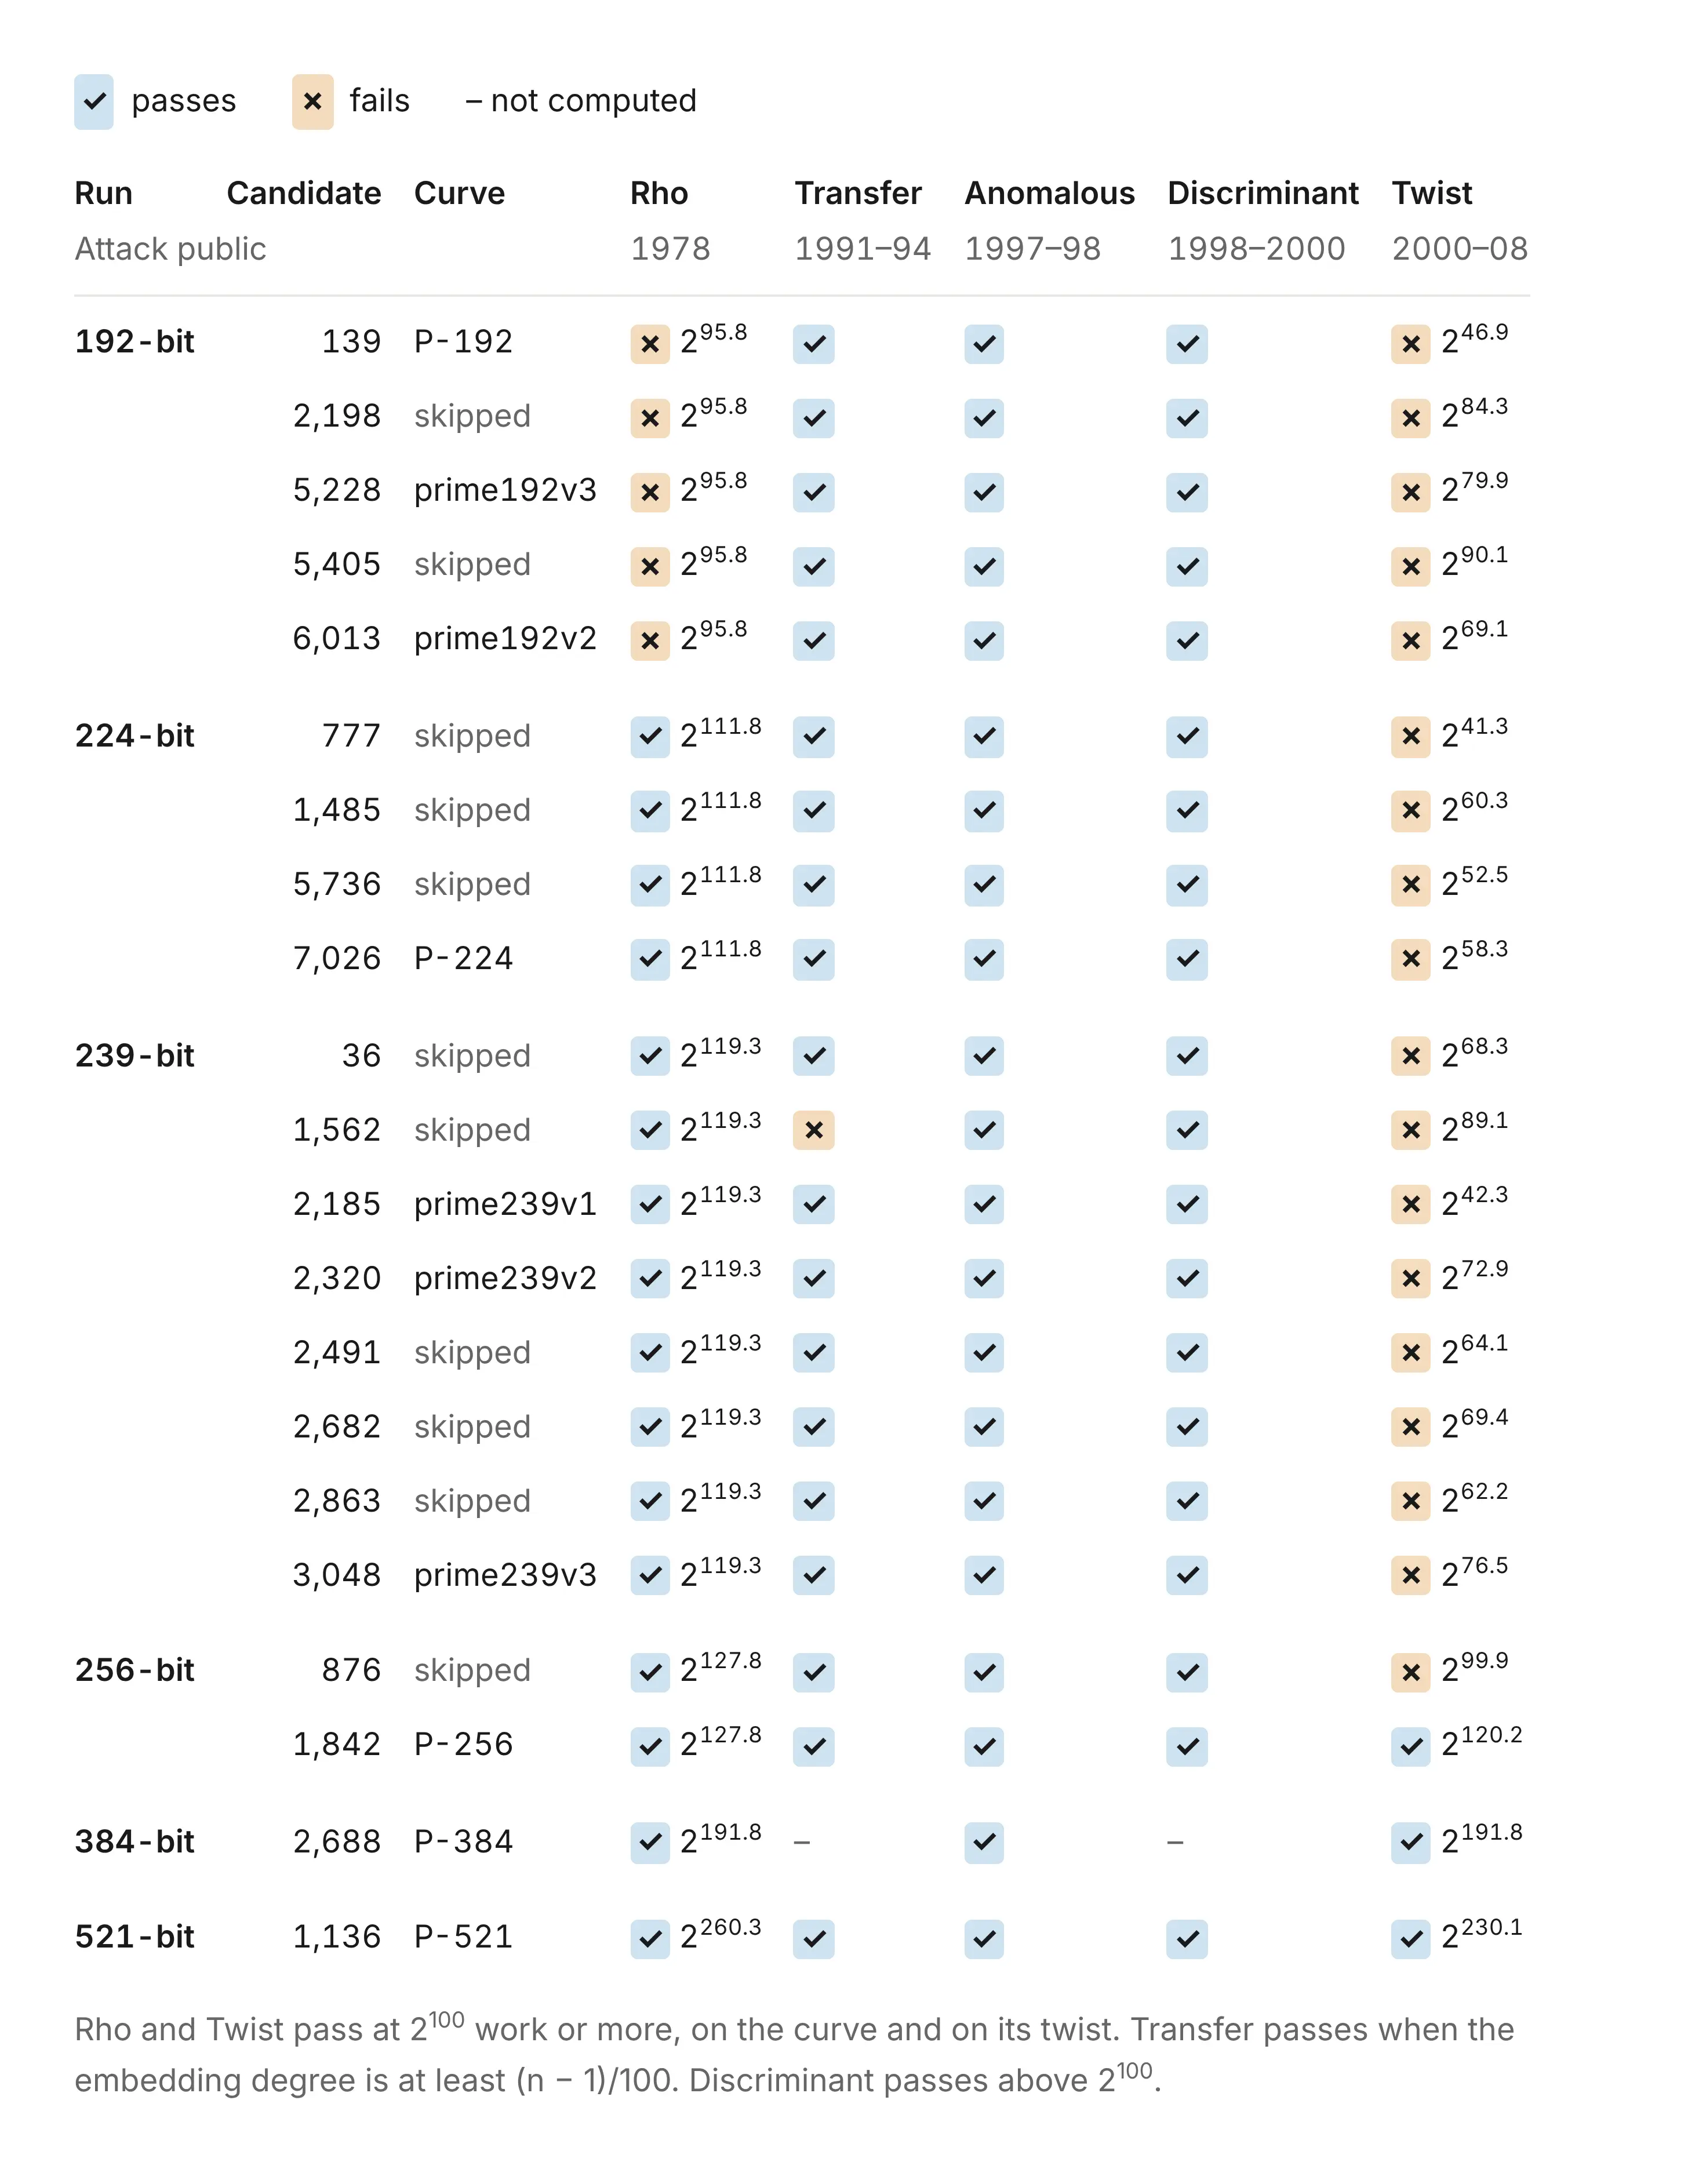 ✓ passes ✗ fails – not computed
Run Candidate Curve Rho Transfer Anomalous Discriminant Twist
Attack public 1978 1991–94 1997–98 1998–2000 2000–08
192-bit 139 P-192 ✗ 2^95.8 ✓ ✓ ✓ ✗ 2^46.9
2,198 skipped ✗ 2^95.8 ✓ ✓ ✓ ✗ 2^84.3
5,228 prime192v3 ✗ 2^95.8 ✓ ✓ ✓ ✗ 2^79.9
5,405 skipped ✗ 2^95.8 ✓ ✓ ✓ ✗ 2^90.1
6,013 prime192v2 ✗ 2^95.8 ✓ ✓ ✓ ✗ 2^69.1
224-bit 777 skipped ✓ 2^111.8 ✓ ✓ ✓ ✗ 2^41.3
1,485 skipped ✓ 2^111.8 ✓ ✓ ✓ ✗ 2^60.3
5,736 skipped ✓ 2^111.8 ✓ ✓ ✓ ✗ 2^52.5
7,026 P-224 ✓ 2^111.8 ✓ ✓ ✓ ✗ 2^58.3
239-bit 36 skipped ✓ 2^119.3 ✓ ✓ ✓ ✗ 2^68.3
1,562 skipped ✓ 2^119.3 ✗ ✓ ✓ ✗ 2^89.1
2,185 prime239v1 ✓ 2^119.3 ✓ ✓ ✓ ✗ 2^42.3
2,320 prime239v2 ✓ 2^119.3 ✓ ✓ ✓ ✗ 2^72.9
2,491 skipped ✓ 2^119.3 ✓ ✓ ✓ ✗ 2^64.1
2,682 skipped ✓ 2^119.3 ✓ ✓ ✓ ✗ 2^69.4
2,863 skipped ✓ 2^119.3 ✓ ✓ ✓ ✗ 2^62.2
3,048 prime239v3 ✓ 2^119.3 ✓ ✓ ✓ ✗ 2^76.5
256-bit 876 skipped ✓ 2^127.8 ✓ ✓ ✓ ✗ 2^99.9
1,842 P-256 ✓ 2^127.8 ✓ ✓ ✓ ✓ 2^120.2
384-bit 2,688 P-384 ✓ 2^191.8 – ✓ – ✓ 2^191.8
521-bit 1,136 P-521 ✓ 2^260.3 ✓ ✓ ✓ ✓ 2^230.1
Rho and Twist pass at 2^100 work or more, on the curve and on its twist. Transfer passes when the
embedding degree is at least (n − 1)/100. Discriminant passes above 2^100.